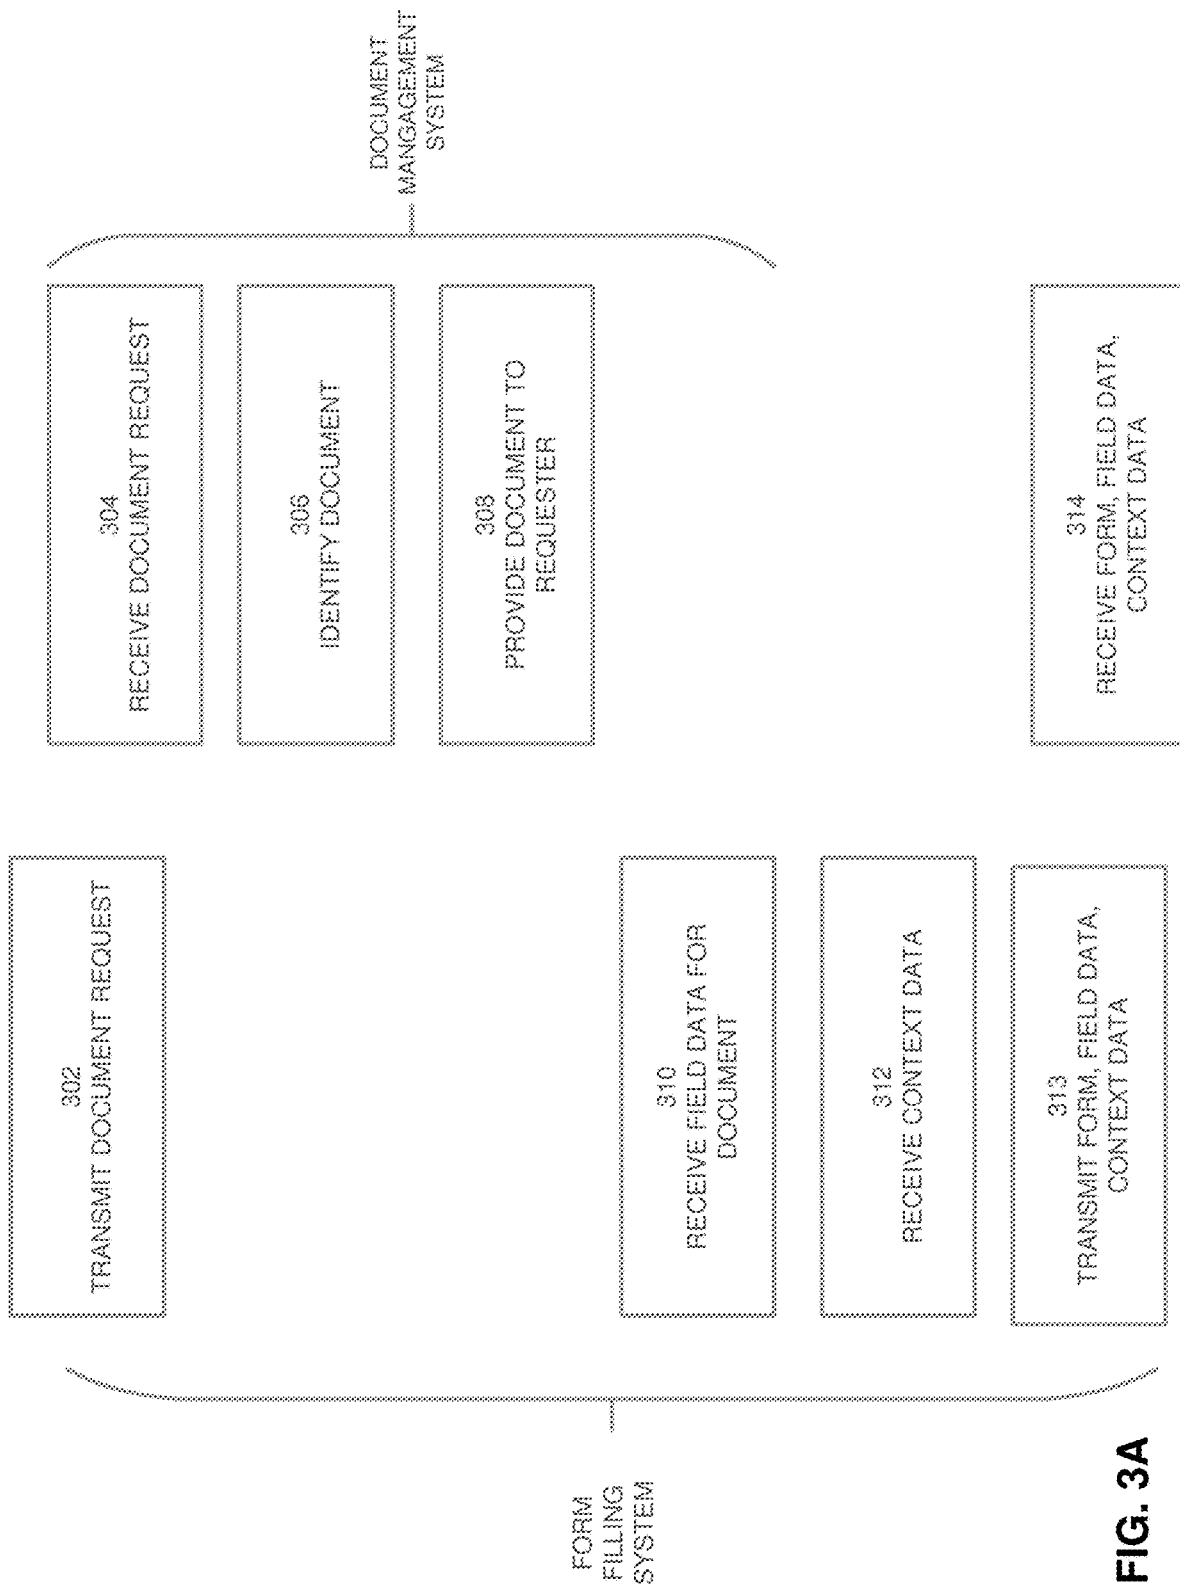 FORM
FILLING
SYSTEM
302
TRANSMIT DOCUMENT REQUEST
310
RECEIVE FIELD DATA FOR
DOCUMENT
312
RECEIVE CONTEXT DATA
313
TRANSMIT FORM, FIELD DATA,
CONTEXT DATA
304
RECEIVE DOCUMENT REQUEST
306
IDENTIFY DOCUMENT
308
PROVIDE DOCUMENT TO
REQUESTER
314
RECEIVE FORM, FIELD DATA,
CONTEXT DATA
DOCUMENT
MANGAGEMENT
SYSTEM
FIG. 3A